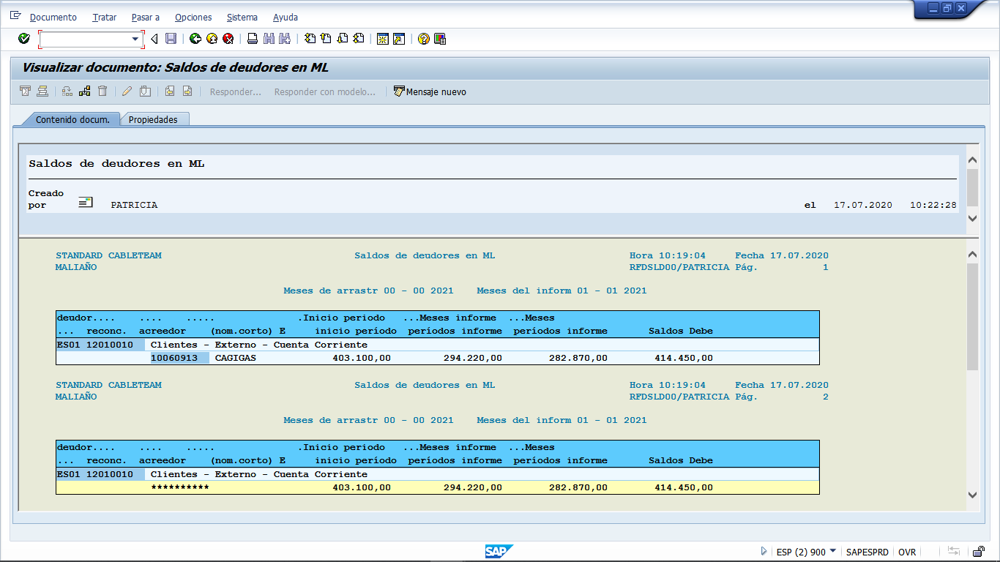 Documento Tratar Pasar a Opciones Sistema Ayuda
Visualizar documento: Saldos de deudores en ML
Responder... Responder con modelo... Mensaje nuevo
Contenido docum. Propiedades
Saldos de deudores en ML
Creado
por PATRICIA el 17.07.2020 10:22:28
STANDARD CABLETEAM Saldos de deudores en ML Hora 10:19:04 Fecha 17.07.2020
MALIAÑO RFDSLD00/PATRICIA Pág. 1
Meses de arrastr 00 - 00 2021 Meses del inform 01 - 01 2021
deudor.... .... ..... .Inicio periodo ...Meses informe ...Meses
... reconc. acreedor (nom.corto) E inicio período períodos informe períodos informe Saldos Debe
ES01 12010010 Clientes - Externo - Cuenta Corriente
10060913 CAGIGAS 403.100,00 294.220,00 282.870,00 414.450,00
STANDARD CABLETEAM Saldos de deudores en ML Hora 10:19:04 Fecha 17.07.2020
MALIAÑO RFDSLD00/PATRICIA Pág. 2
Meses de arrastr 00 - 00 2021 Meses del inform 01 - 01 2021
deudor.... .... ..... .Inicio periodo ...Meses informe ...Meses
... reconc. acreedor (nom.corto) E inicio período períodos informe períodos informe Saldos Debe
ES01 12010010 Clientes - Externo - Cuenta Corriente
********** 403.100,00 294.220,00 282.870,00 414.450,00
SAP ESP (2) 900 SAPESPRD OVR